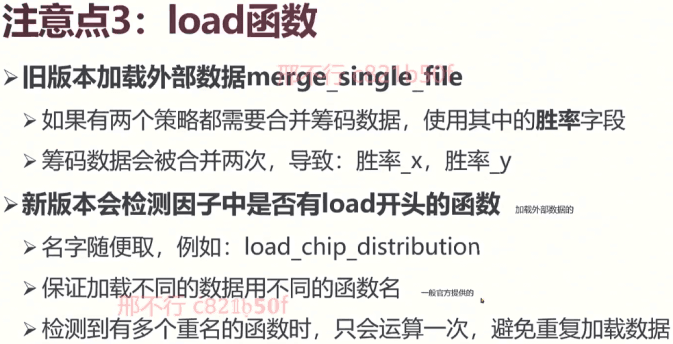 注意点3：load函数
➢旧版本加载外部数据merge_single_file
邢不行 c821b50f
➢如果有两个策略都需要合并筹码数据，使用其中的胜率字段
➢筹码数据会被合并两次，导致：胜率_x，胜率_y
➢新版本会检测因子中是否有load开头的函数 加载外部数据的
➢名字随便取，例如：load_chip_distribution
➢保证加载不同的数据用不同的函数名 一般官方提供的
邢不行 c821b50f
➢检测到有多个重名的函数时，只会运算一次，避免重复加载数据